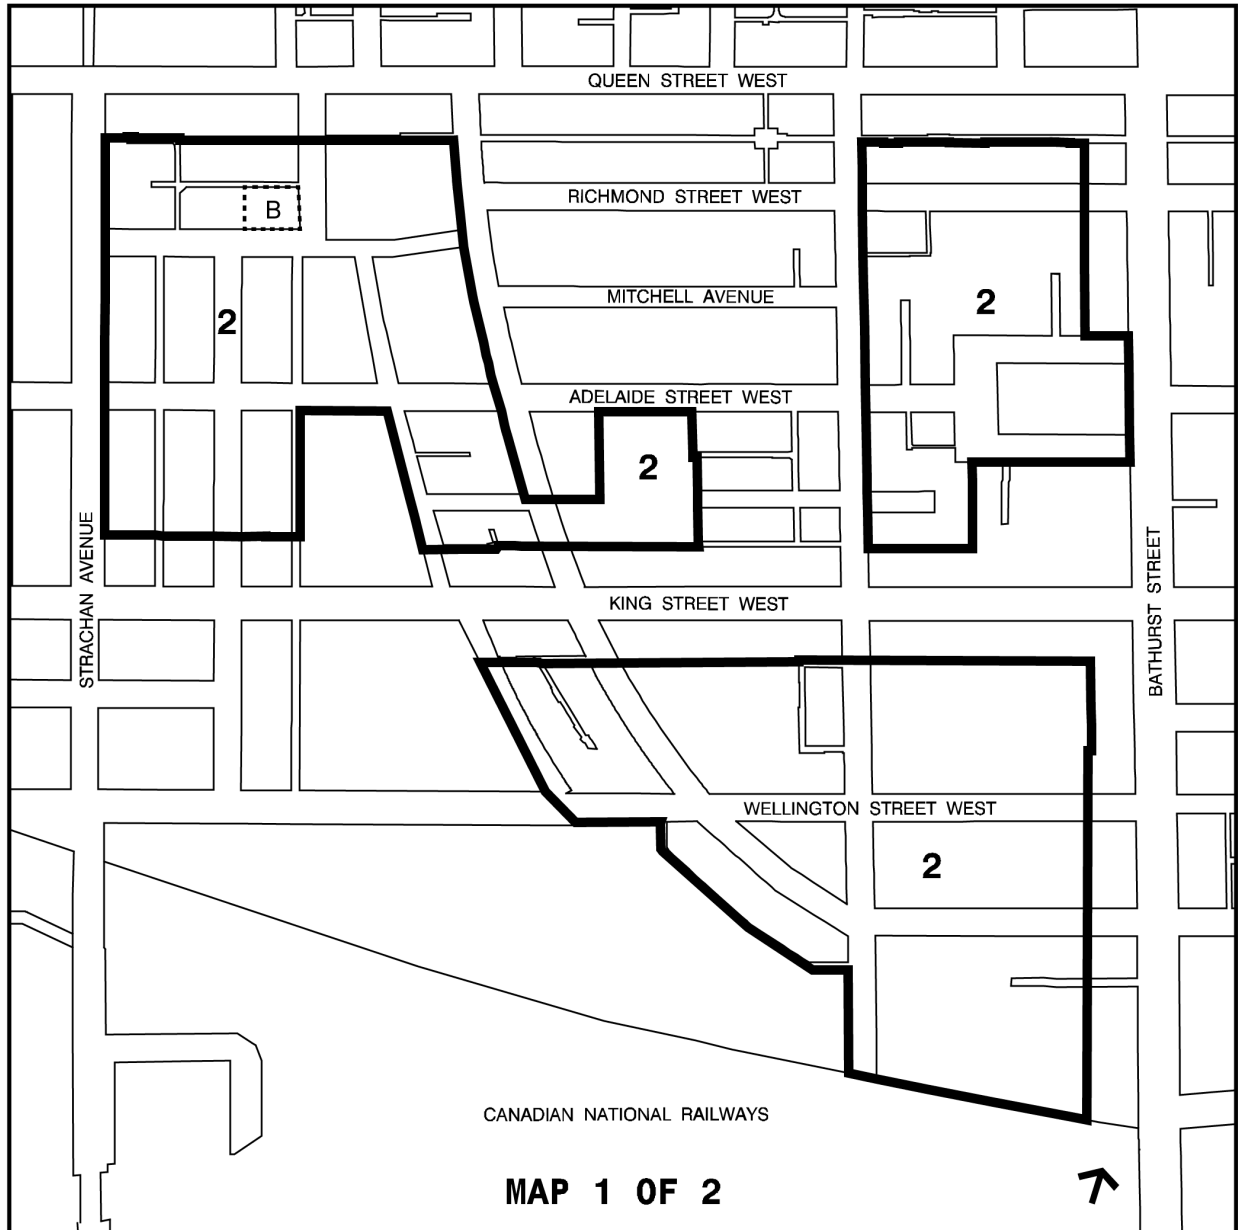 QUEEN STREET WEST
RICHMOND STREET WEST
B
MITCHELL AVENUE
2
2
ADELAIDE STREET WEST
2
STRACHAN AVENUE
BATHURST STREET
KING STREET WEST
WELLINGTON STREET WEST
2
CANADIAN NATIONAL RAILWAYS
MAP 1 OF 2